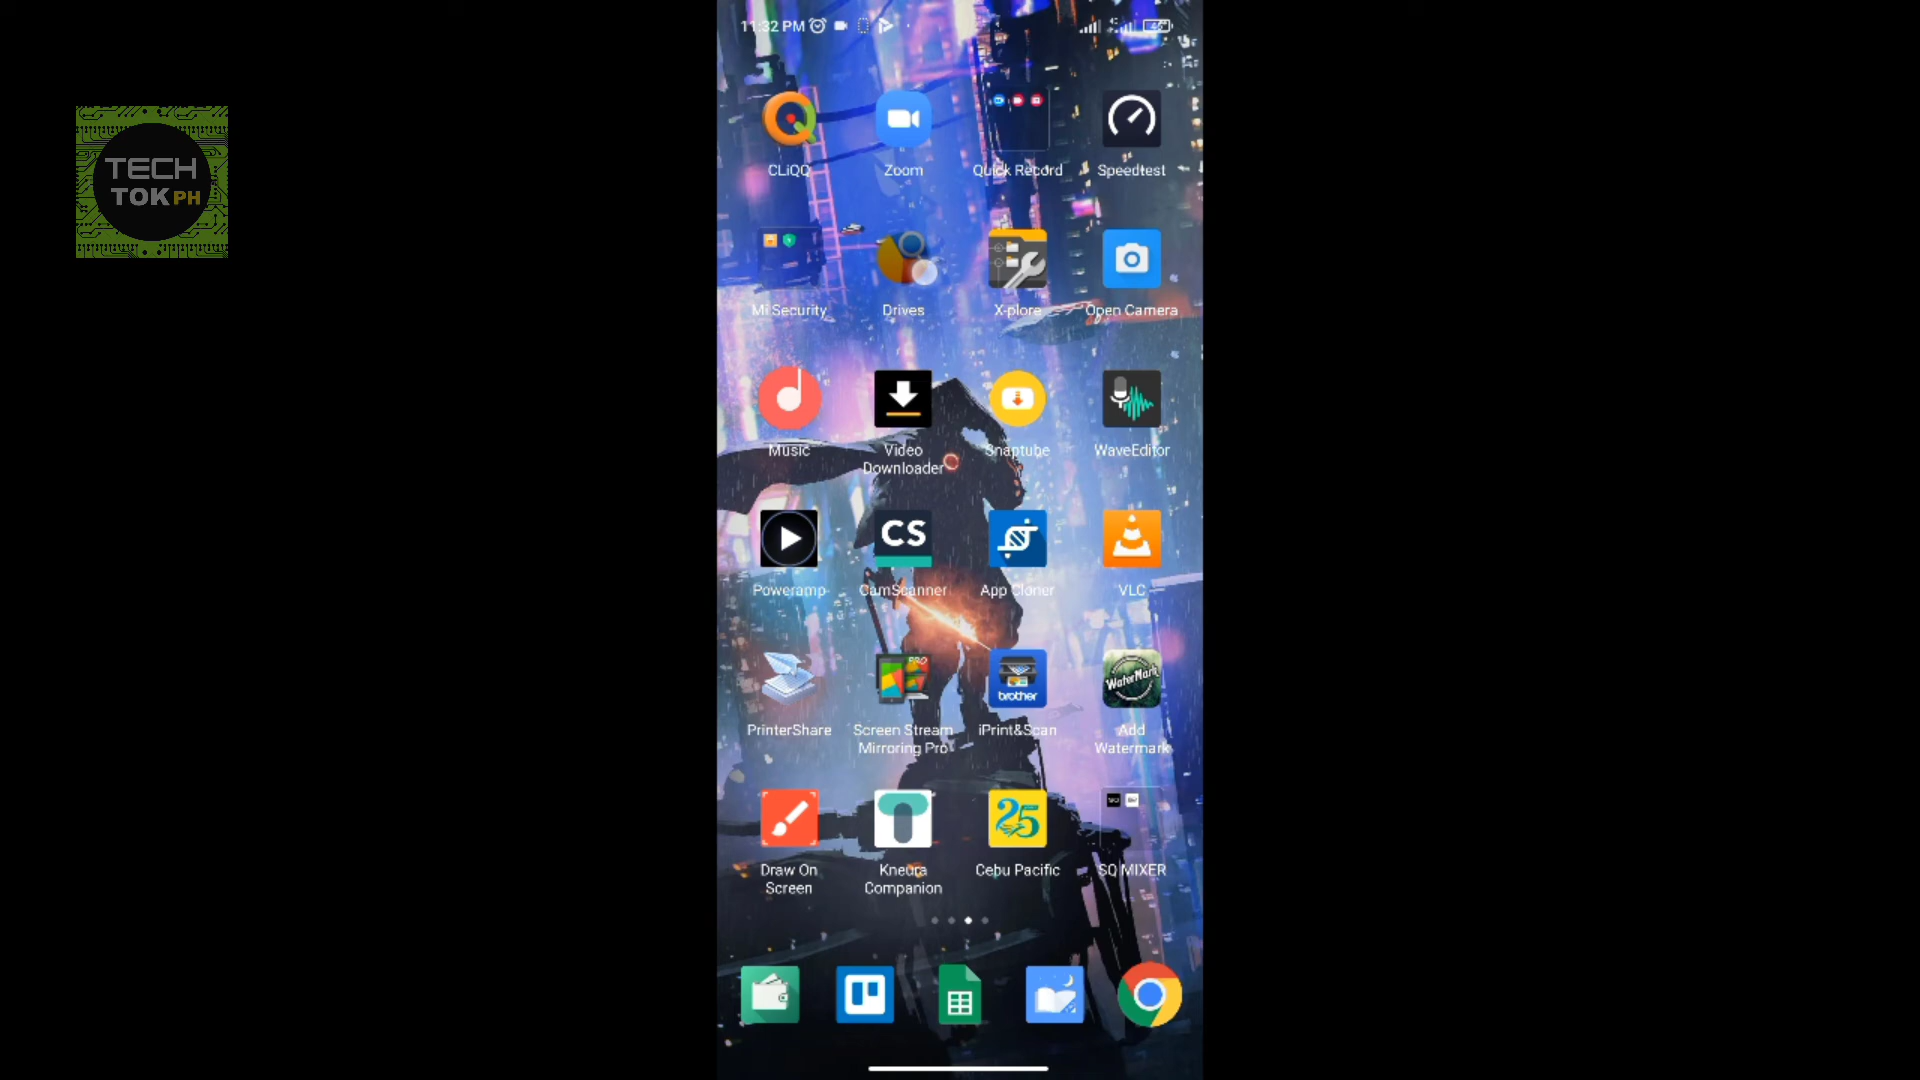 11:32 PM
46
TECH
TOK PH
CLiQQ
Zoom
Quick Record
Speedtest
Mi Security
Drives
X-plore
Open Camera
Music
Video
Downloader
Snaptube
WaveEditor
CS
Poweramp
CamScanner
App Cloner
VLC
PRO
brother
WaterMark
PrinterShare
Screen Stream
Mirroring Pro
iPrint&Scan
Add
Watermark
25
Draw On
Screen
Kneura
Companion
Cebu Pacific
SQ MIXER